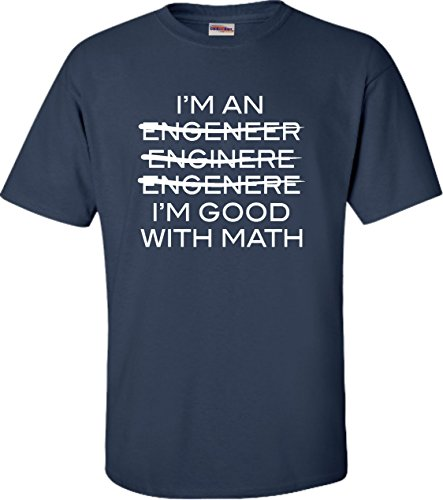 I'M AN
ENGENEER
ENGINERE
ENGENERE
I'M GOOD
WITH MATH